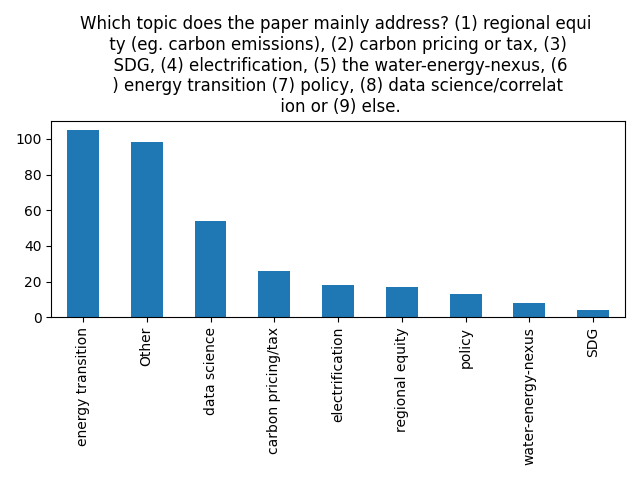 Which topic does the paper mainly address? (1) regional equi
ty (eg. carbon emissions), (2) carbon pricing or tax, (3)
SDG, (4) electrification, (5) the water-energy-nexus, (6
) energy transition (7) policy, (8) data science/correlat
ion or (9) else.
100
80
60
40
20
0
energy transition
Other
data science
carbon pricing/tax
electrification
regional equity
policy
water-energy-nexus
SDG